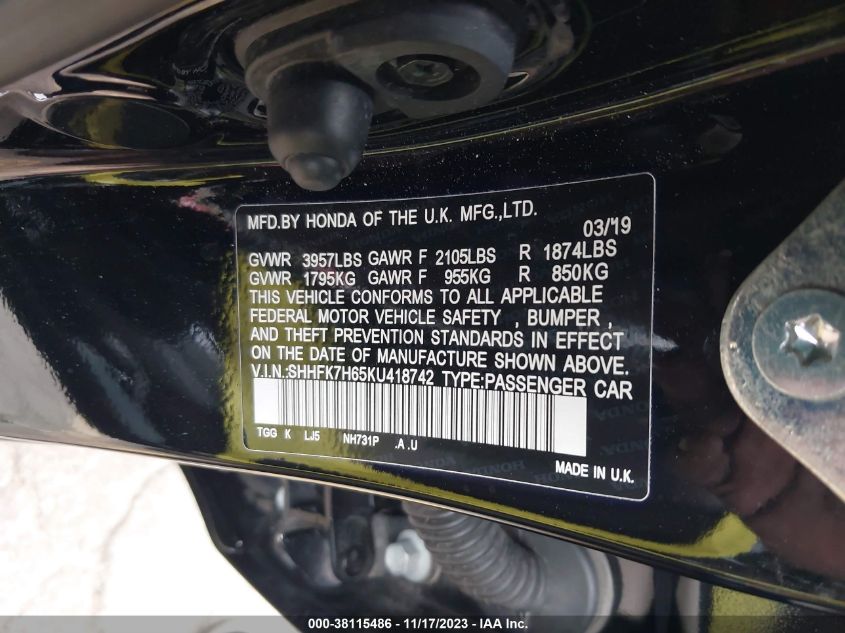 MFD.BY HONDA OF THE U.K. MFG.,LTD.
03/19
GVWR 3957LBS GAWR F 2105LBS R 1874LBS
GVWR 1795KG GAWR F 955KG R 850KG
THIS VEHICLE CONFORMS TO ALL APPLICABLE
FEDERAL MOTOR VEHICLE SAFETY , BUMPER ,
AND THEFT PREVENTION STANDARDS IN EFFECT
ON THE DATE OF MANUFACTURE SHOWN ABOVE.
V.I.N:SHHFK7H65KU418742 TYPE:PASSENGER CAR
TGG K LJ5 NH731P .A .U
MADE IN U.K.
000-38115486 - 11/17/2023 - IAA Inc.